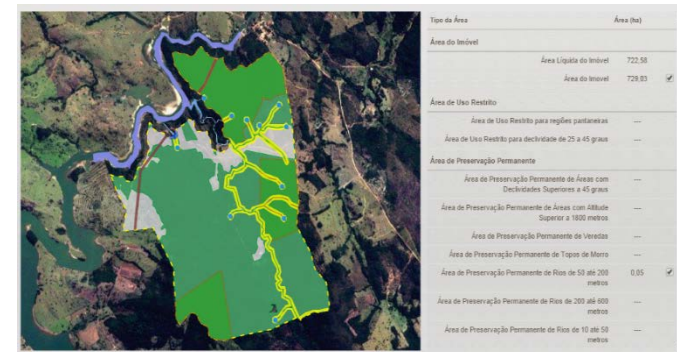 Tipo da Área Área (ha)
Área do Imóvel
Área Líquida do Imóvel 722,58
Área do Imovel 729,83
Área de Uso Restrito
Área de Uso Restrito para regiões pantaneiras —
Área de Uso Restrito para declividade de 25 a 45 graus —
Área de Preservação Permanente
Área de Preservação Permanente de Áreas com
Declividades Superiores a 45 graus —
Área de Preservação Permanente de Áreas com Altitude
Superior a 1800 metros —
Área de Preservação Permanente de Veredas —
Área de Preservação Permanente de Topos de Morro —
Área de Preservação Permanente de Rios de 50 até 200 0,05
metros
Área de Preservação Permanente de Rios de 200 até 600 —
metros
Área de Preservação Permanente de Rios de 10 até 50 —
metros